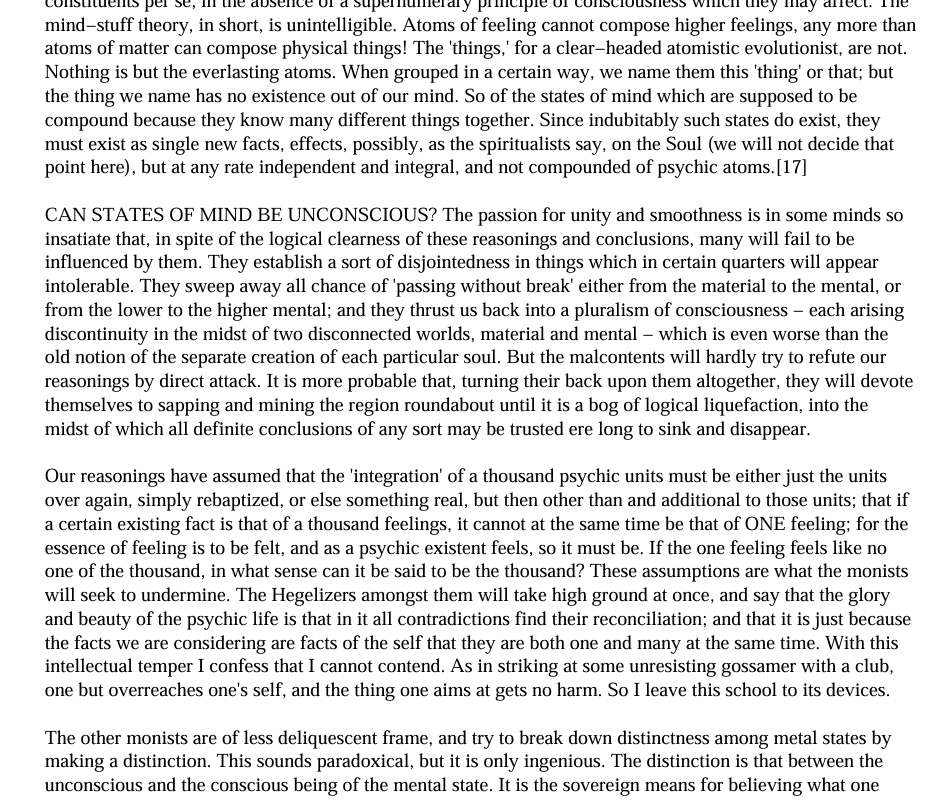 constituents per se, in the absence of a supernumerary principle of consciousness which they may affect. The
mind–stuff theory, in short, is unintelligible. Atoms of feeling cannot compose higher feelings, any more than
atoms of matter can compose physical things! The 'things,' for a clear–headed atomistic evolutionist, are not.
Nothing is but the everlasting atoms. When grouped in a certain way, we name them this 'thing' or that; but
the thing we name has no existence out of our mind. So of the states of mind which are supposed to be
compound because they know many different things together. Since indubitably such states do exist, they
must exist as single new facts, effects, possibly, as the spiritualists say, on the Soul (we will not decide that
point here), but at any rate independent and integral, and not compounded of psychic atoms.[17]
CAN STATES OF MIND BE UNCONSCIOUS? The passion for unity and smoothness is in some minds so
insatiate that, in spite of the logical clearness of these reasonings and conclusions, many will fail to be
influenced by them. They establish a sort of disjointedness in things which in certain quarters will appear
intolerable. They sweep away all chance of 'passing without break' either from the material to the mental, or
from the lower to the higher mental; and they thrust us back into a pluralism of consciousness – each arising
discontinuity in the midst of two disconnected worlds, material and mental – which is even worse than the
old notion of the separate creation of each particular soul. But the malcontents will hardly try to refute our
reasonings by direct attack. It is more probable that, turning their back upon them altogether, they will devote
themselves to sapping and mining the region roundabout until it is a bog of logical liquefaction, into the
midst of which all definite conclusions of any sort may be trusted ere long to sink and disappear.
Our reasonings have assumed that the 'integration' of a thousand psychic units must be either just the units
over again, simply rebaptized, or else something real, but then other than and additional to those units; that if
a certain existing fact is that of a thousand feelings, it cannot at the same time be that of ONE feeling; for the
essence of feeling is to be felt, and as a psychic existent feels, so it must be. If the one feeling feels like no
one of the thousand, in what sense can it be said to be the thousand? These assumptions are what the monists
will seek to undermine. The Hegelizers amongst them will take high ground at once, and say that the glory
and beauty of the psychic life is that in it all contradictions find their reconciliation; and that it is just because
the facts we are considering are facts of the self that they are both one and many at the same time. With this
intellectual temper I confess that I cannot contend. As in striking at some unresisting gossamer with a club,
one but overreaches one's self, and the thing one aims at gets no harm. So I leave this school to its devices.
The other monists are of less deliquescent frame, and try to break down distinctness among metal states by
making a distinction. This sounds paradoxical, but it is only ingenious. The distinction is that between the
unconscious and the conscious being of the mental state. It is the sovereign means for believing what one